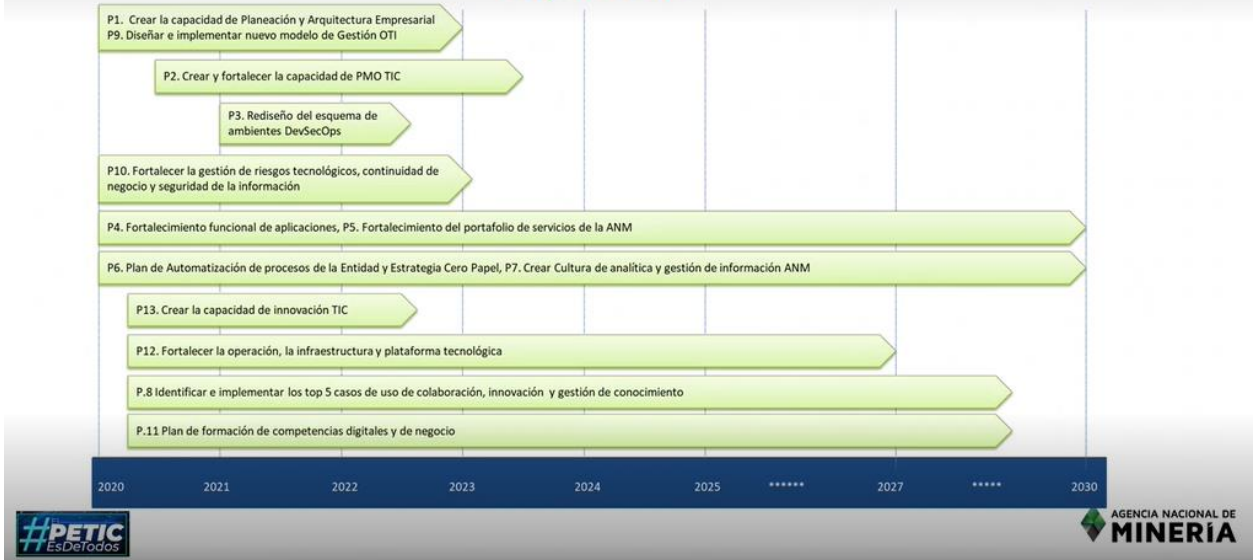 P1. Crear la capacidad de Planeación y Arquitectura Empresarial
P9. Diseñar e implementar nuevo modelo de Gestión OTI
P2. Crear y fortalecer la capacidad de PMO TIC
P3. Rediseño del esquema de
ambientes DevSecOps
P10. Fortalecer la gestión de riesgos tecnológicos, continuidad de
negocio y seguridad de la información
P4. Fortalecimiento funcional de aplicaciones, P5. Fortalecimiento del portafolio de servicios de la ANM
P6. Plan de Automatización de procesos de la Entidad y Estrategia Cero Papel, P7. Crear Cultura de analítica y gestión de información ANM
P13. Crear la capacidad de innovación TIC
P12. Fortalecer la operación, la infraestructura y plataforma tecnológica
P.8 Identificar e implementar los top 5 casos de uso de colaboración, innovación y gestión de conocimiento
P.11 Plan de formación de competencias digitales y de negocio
2020 2021 2022 2023 2024 2025 ****** 2027 ***** 2030
#PETIC
EsDeTodos
AGENCIA NACIONAL DE
MINERÍA